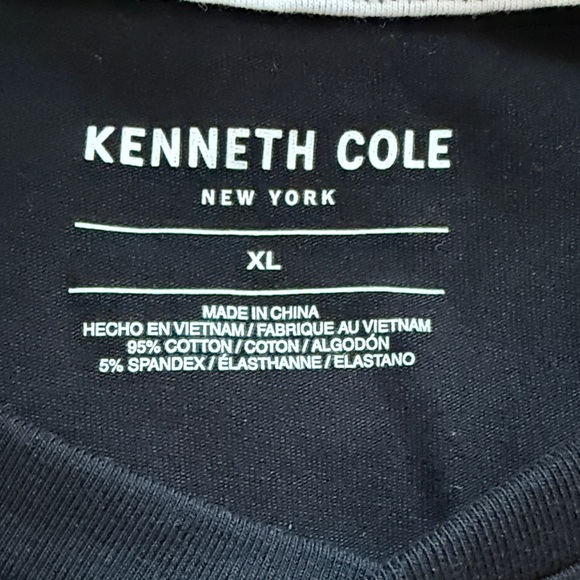 KENNETH COLE
NEW YORK
XL
MADE IN CHINA
HECHO EN VIETNAM / FABRIQUE AU VIETNAM
95% COTTON / COTON / ALGODÓN
5% SPANDEX / ÉLASTHANNE / ELASTANO